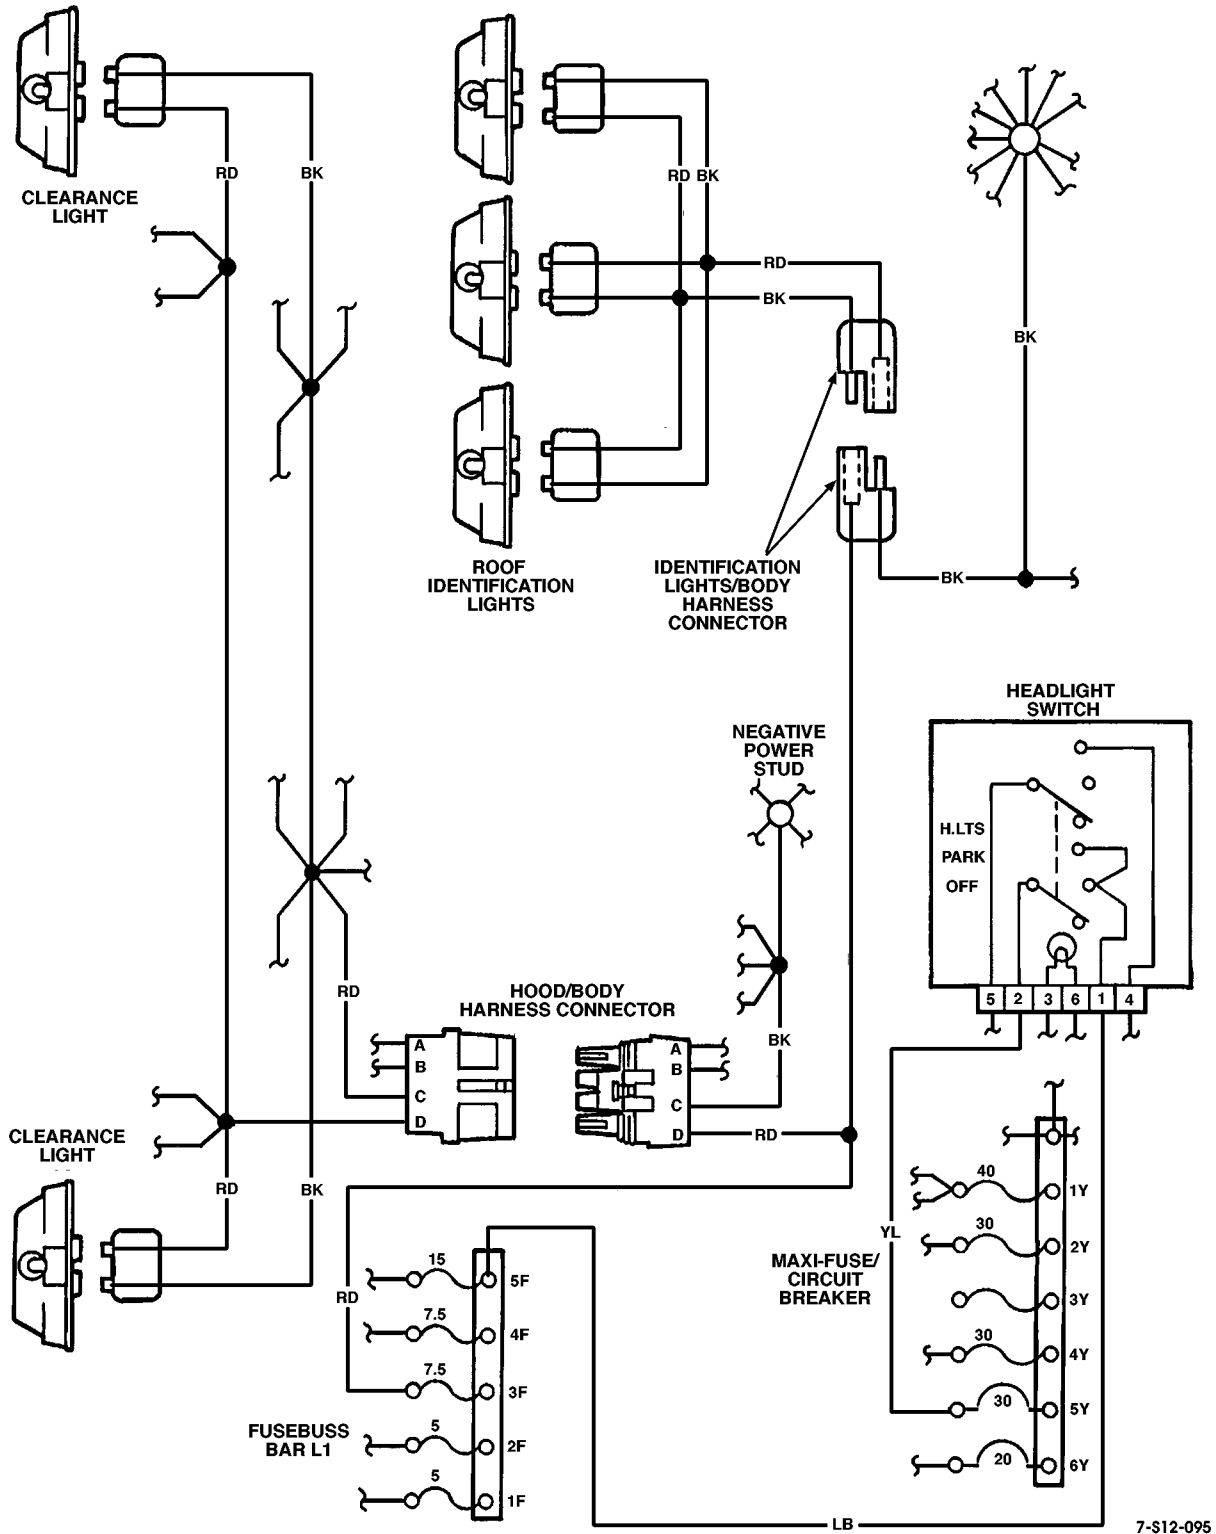 CLEARANCE
LIGHT
RD
BK
RD BK
RD
BK
BK
ROOF
IDENTIFICATION
LIGHTS
IDENTIFICATION
LIGHTS/BODY
HARNESS
CONNECTOR
BK
HEADLIGHT
SWITCH
NEGATIVE
POWER
STUD
H.LTS
PARK
OFF
5 2 3 6 1 4
RD
HOOD/BODY
HARNESS CONNECTOR
BK
A
B
C
D
A
B
C
D
RD
CLEARANCE
LIGHT
RD
BK
40
1Y
YL
30
2Y
MAXI-FUSE/
CIRCUIT
BREAKER
3Y
30
4Y
30
5Y
20
6Y
15
5F
RD
7.5
4F
7.5
3F
FUSEBUSS
BAR L1
5
2F
5
1F
LB
7-S12-095